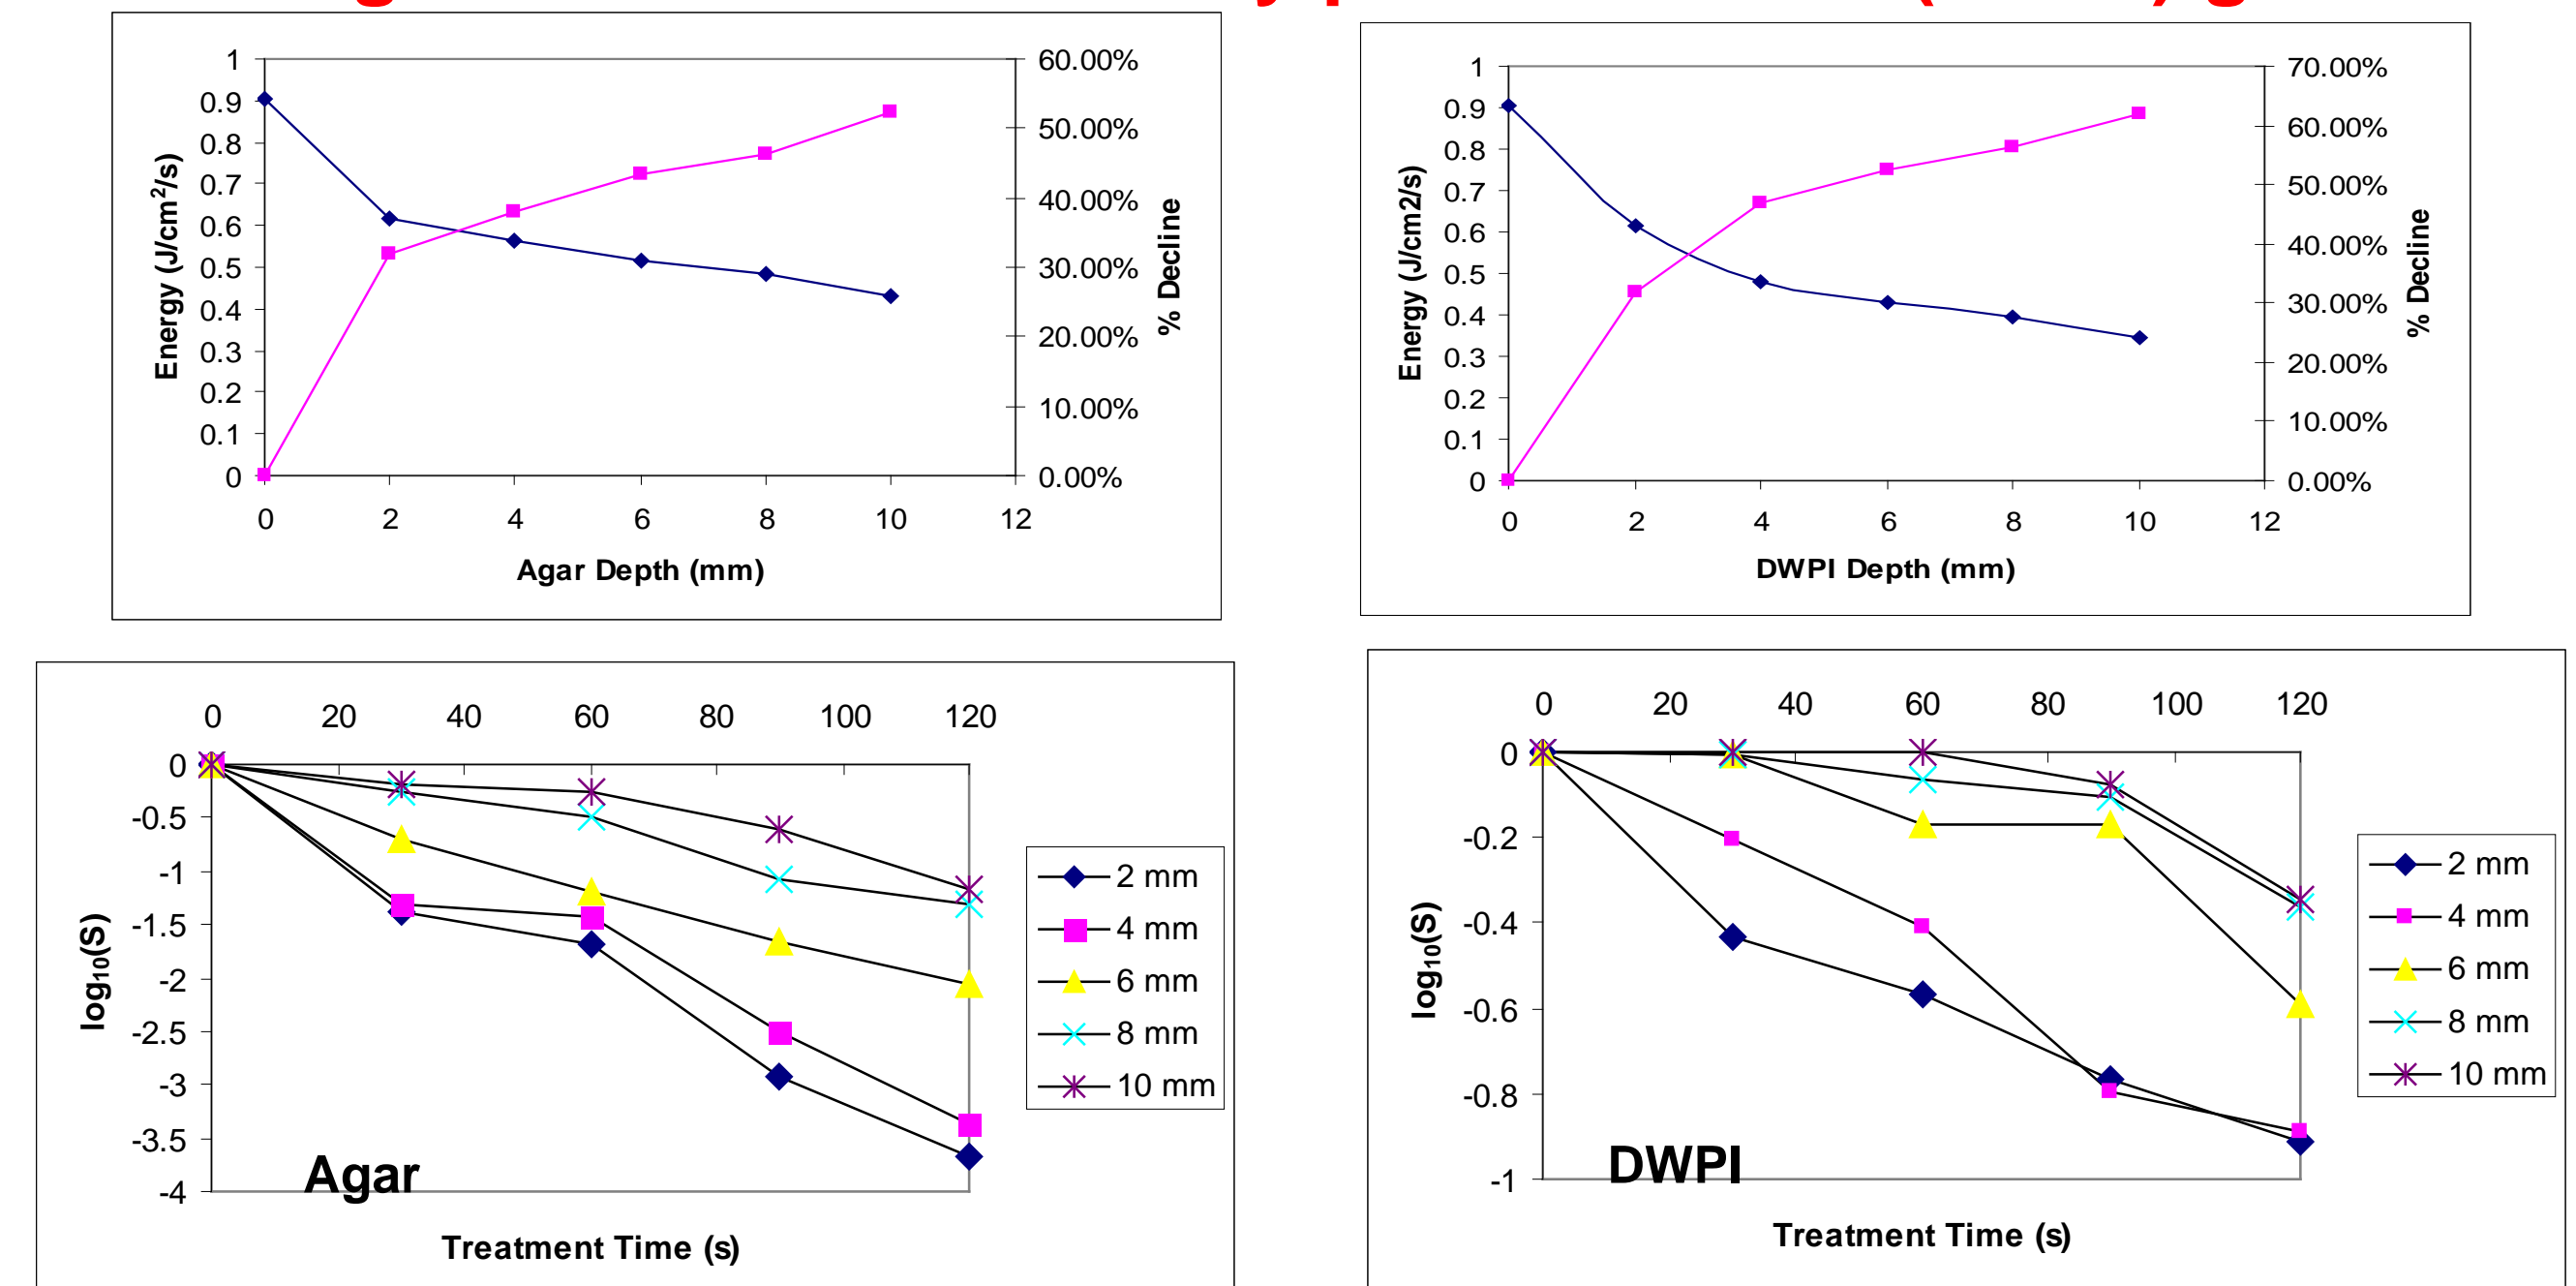 1
0.9
0.8
0.7
0.6
0.5
0.4
0.3
0.2
0.1
0
Energy (J/cm²/s)
60.00%
50.00%
40.00%
30.00%
20.00%
10.00%
0.00%
% Decline
0 2 4 6 8 10 12
Agar Depth (mm)
1
0.9
0.8
0.7
0.6
0.5
0.4
0.3
0.2
0.1
0
Energy (J/cm2/s)
70.00%
60.00%
50.00%
40.00%
30.00%
20.00%
10.00%
0.00%
% Decline
0 2 4 6 8 10 12
DWPI Depth (mm)
0 20 40 60 80 100 120
0
-0.5
-1
-1.5
-2
-2.5
-3
-3.5
-4
log₁₀(S)
2 mm
4 mm
6 mm
8 mm
10 mm
Agar
Treatment Time (s)
0 20 40 60 80 100 120
0
-0.2
-0.4
-0.6
-0.8
-1
log₁₀(S)
2 mm
4 mm
6 mm
8 mm
10 mm
DWPI
Treatment Time (s)